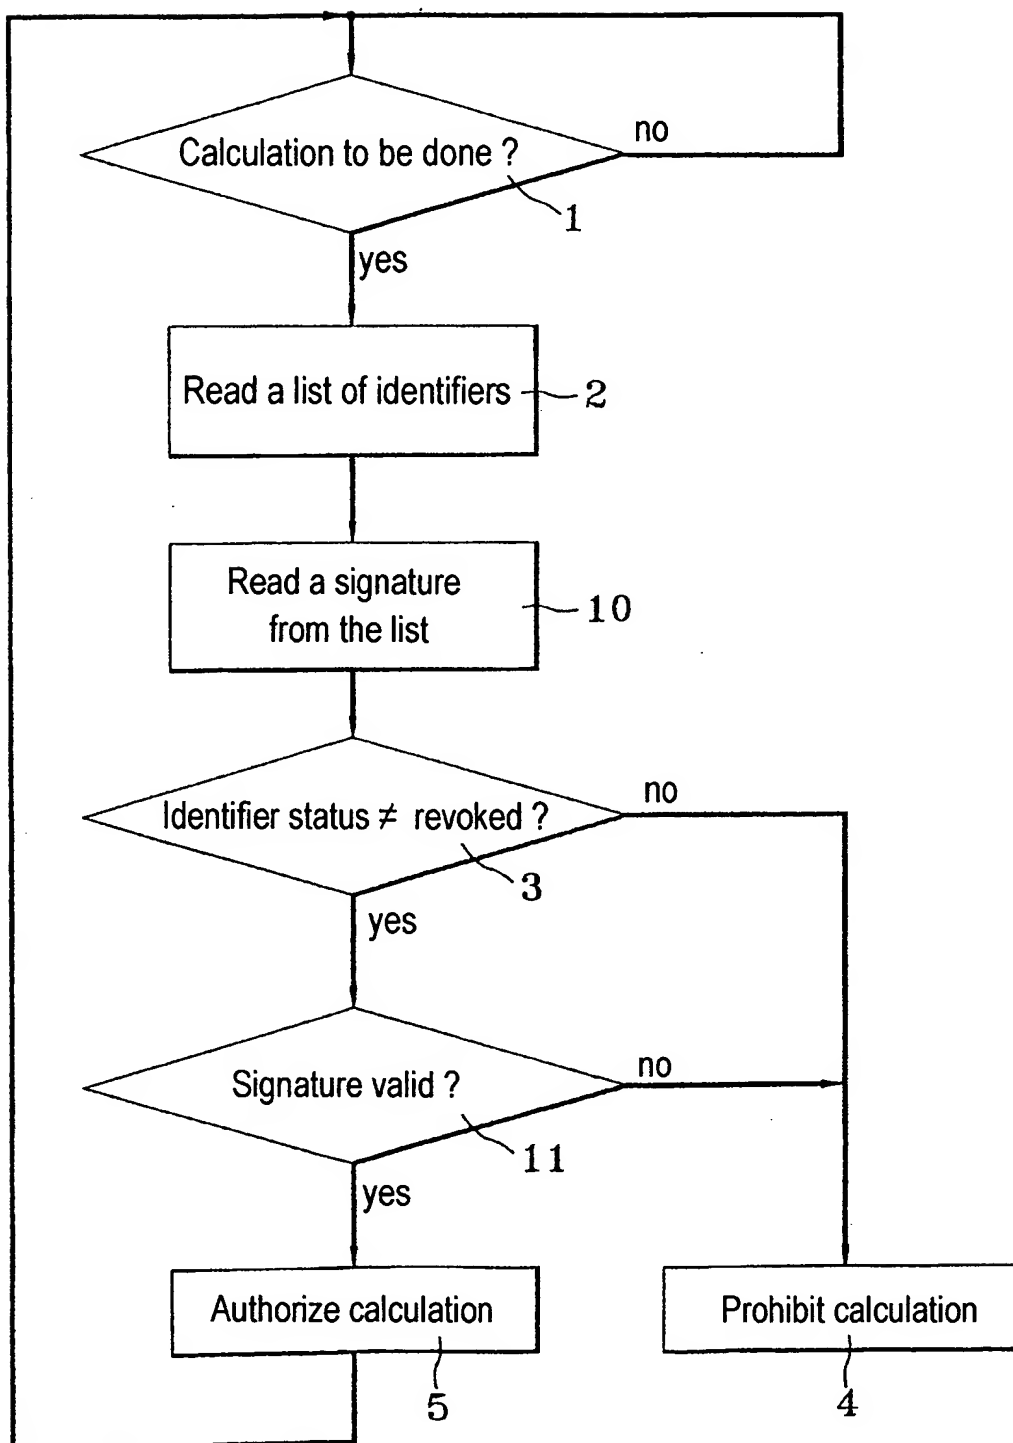 no
Calculation to be done ?
1
yes
Read a list of identifiers
2
Read a signature
from the list
10
no
Identifier status ≠ revoked ?
3
yes
no
Signature valid ?
11
yes
Authorize calculation
Prohibit calculation
5
4